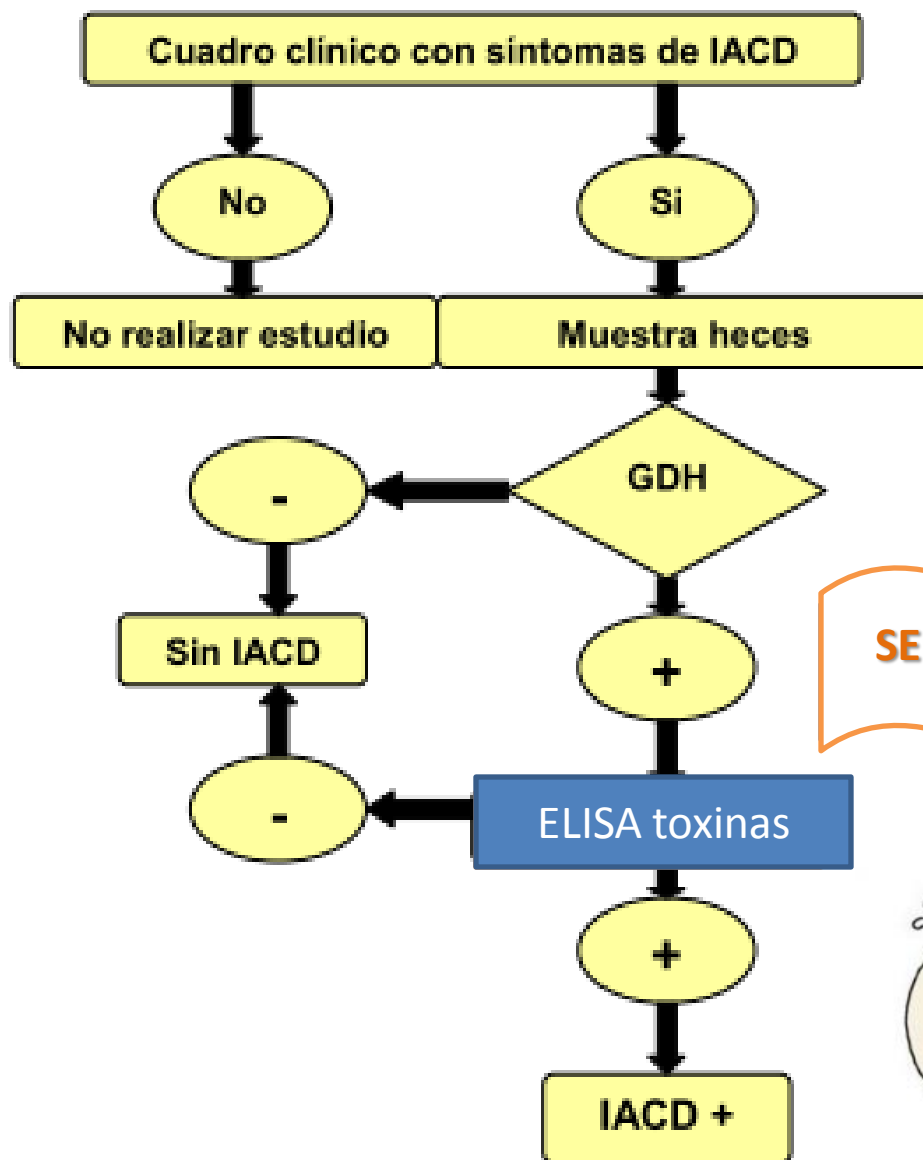 Cuadro clínico con síntomas de IACD
No
Si
No realizar estudio
Muestra heces
GDH
-
Sin IACD
+
SE
-
ELISA toxinas
+
IACD +